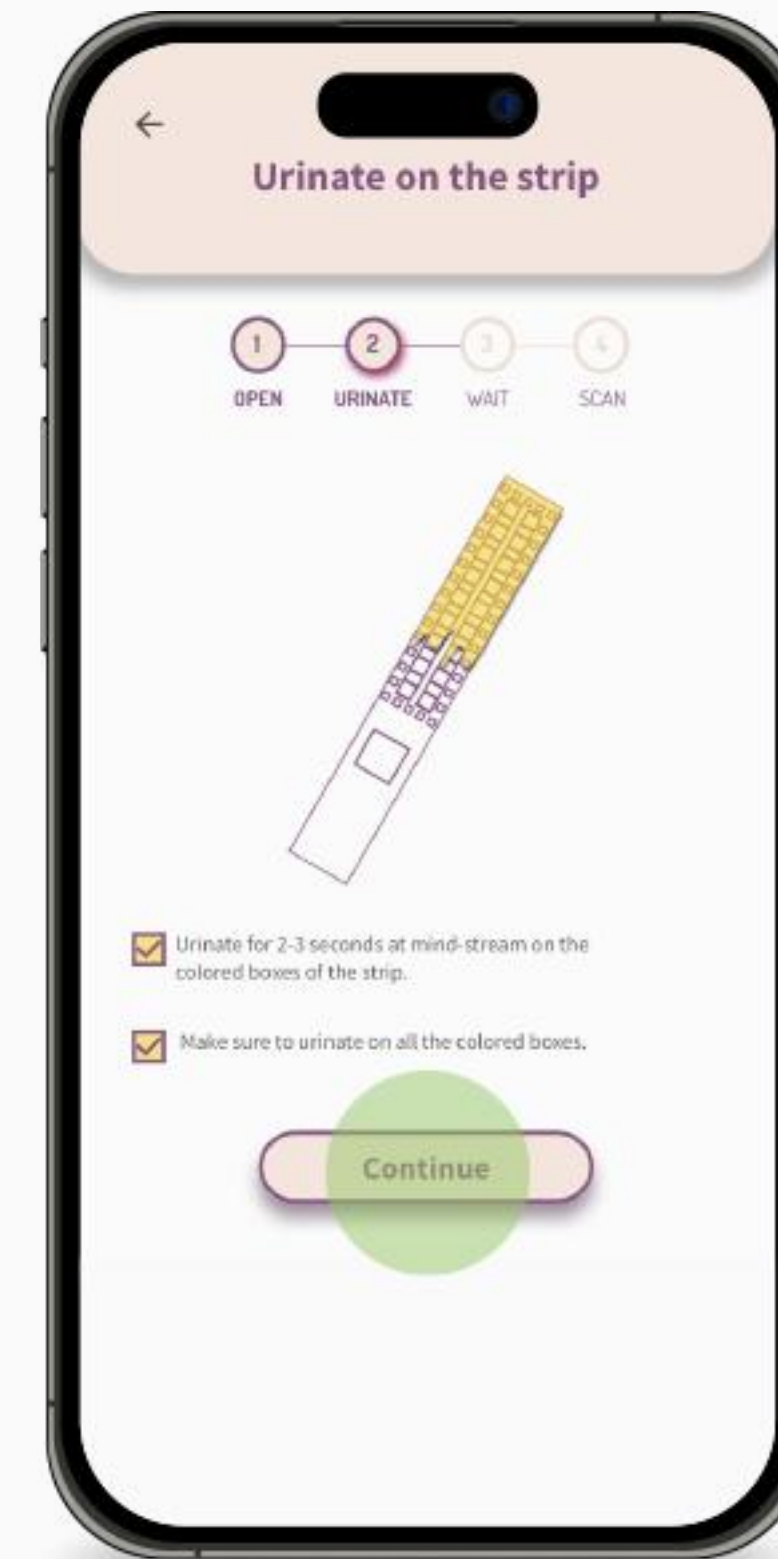 Urinate on the strip
1 2 3 4
OPEN URINATE WAIT SCAN
Urinate for 2-3 seconds at mind-stream on the
colored boxes of the strip.
Make sure to urinate on all the colored boxes.
Continue